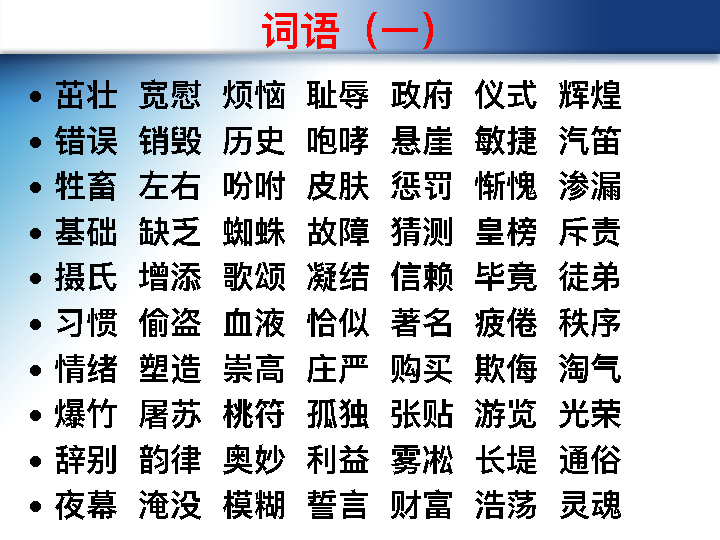 词语（一）
• 茁壮 宽慰 烦恼 耻辱 政府 仪式 辉煌
• 错误 销毁 历史 咆哮 悬崖 敏捷 汽笛
• 牲畜 左右 吩咐 皮肤 惩罚 惭愧 渗漏
• 基础 缺乏 蜘蛛 故障 猜测 皇榜 斥责
• 摄氏 增添 歌颂 凝结 信赖 毕竟 徒弟
• 习惯 偷盗 血液 恰似 著名 疲倦 秩序
• 情绪 塑造 崇高 庄严 购买 欺侮 淘气
• 爆竹 屠苏 桃符 孤独 张贴 游览 光荣
• 辞别 韵律 奥妙 利益 雾凇 长堤 通俗
• 夜幕 淹没 模糊 誓言 财富 浩荡 灵魂